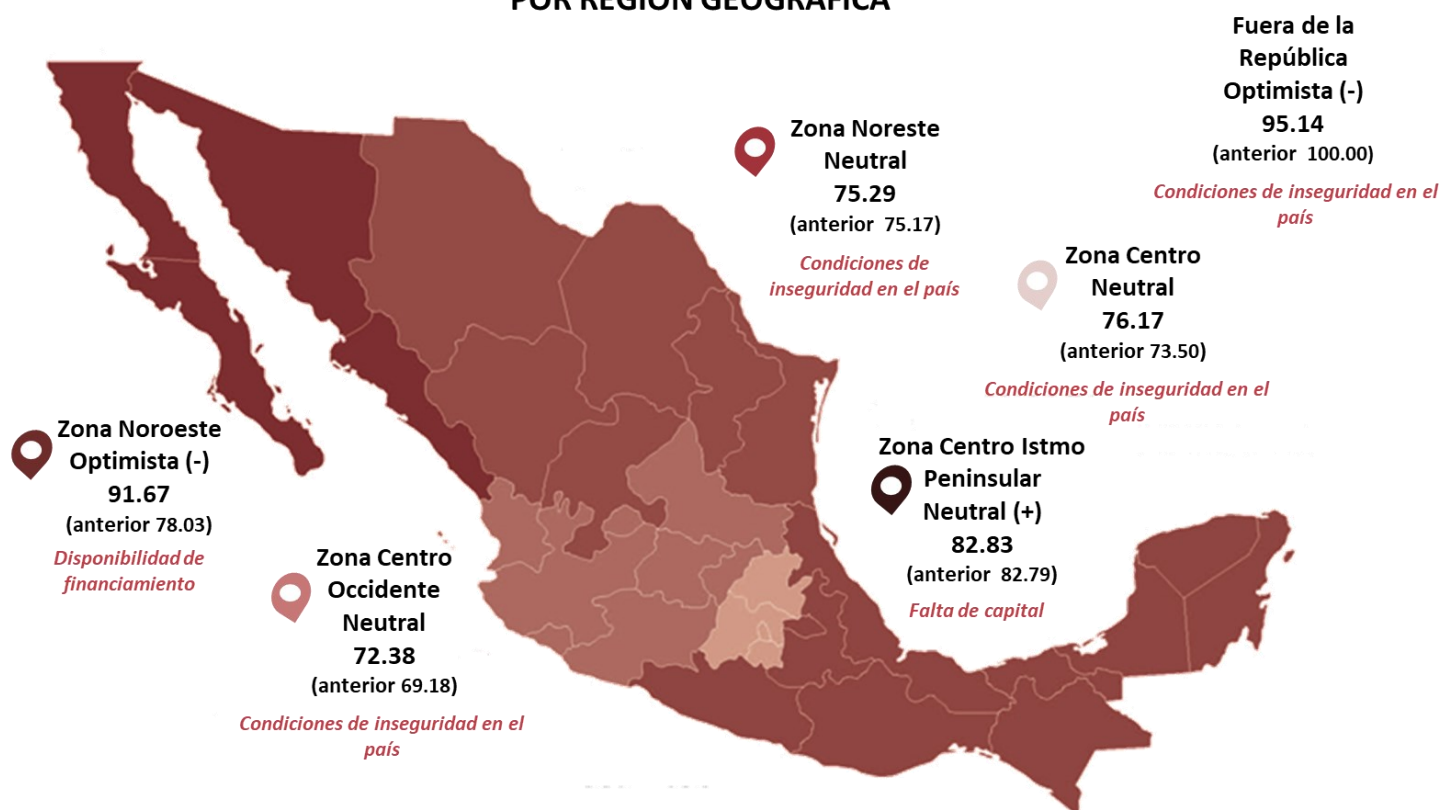 POR REGIÓN GEOGRÁFICA
Fuera de la
República
Optimista (-)
95.14
(anterior 100.00)
Condiciones de inseguridad en el
país
Zona Noreste
Neutral
75.29
(anterior 75.17)
Condiciones de
inseguridad en el país
Zona Centro
Neutral
76.17
(anterior 73.50)
Condiciones de inseguridad en el
país
Zona Noroeste
Optimista (-)
91.67
(anterior 78.03)
Disponibilidad de
financiamiento
Zona Centro Istmo
Peninsular
Neutral (+)
82.83
(anterior 82.79)
Falta de capital
Zona Centro
Occidente
Neutral
72.38
(anterior 69.18)
Condiciones de inseguridad en el
país